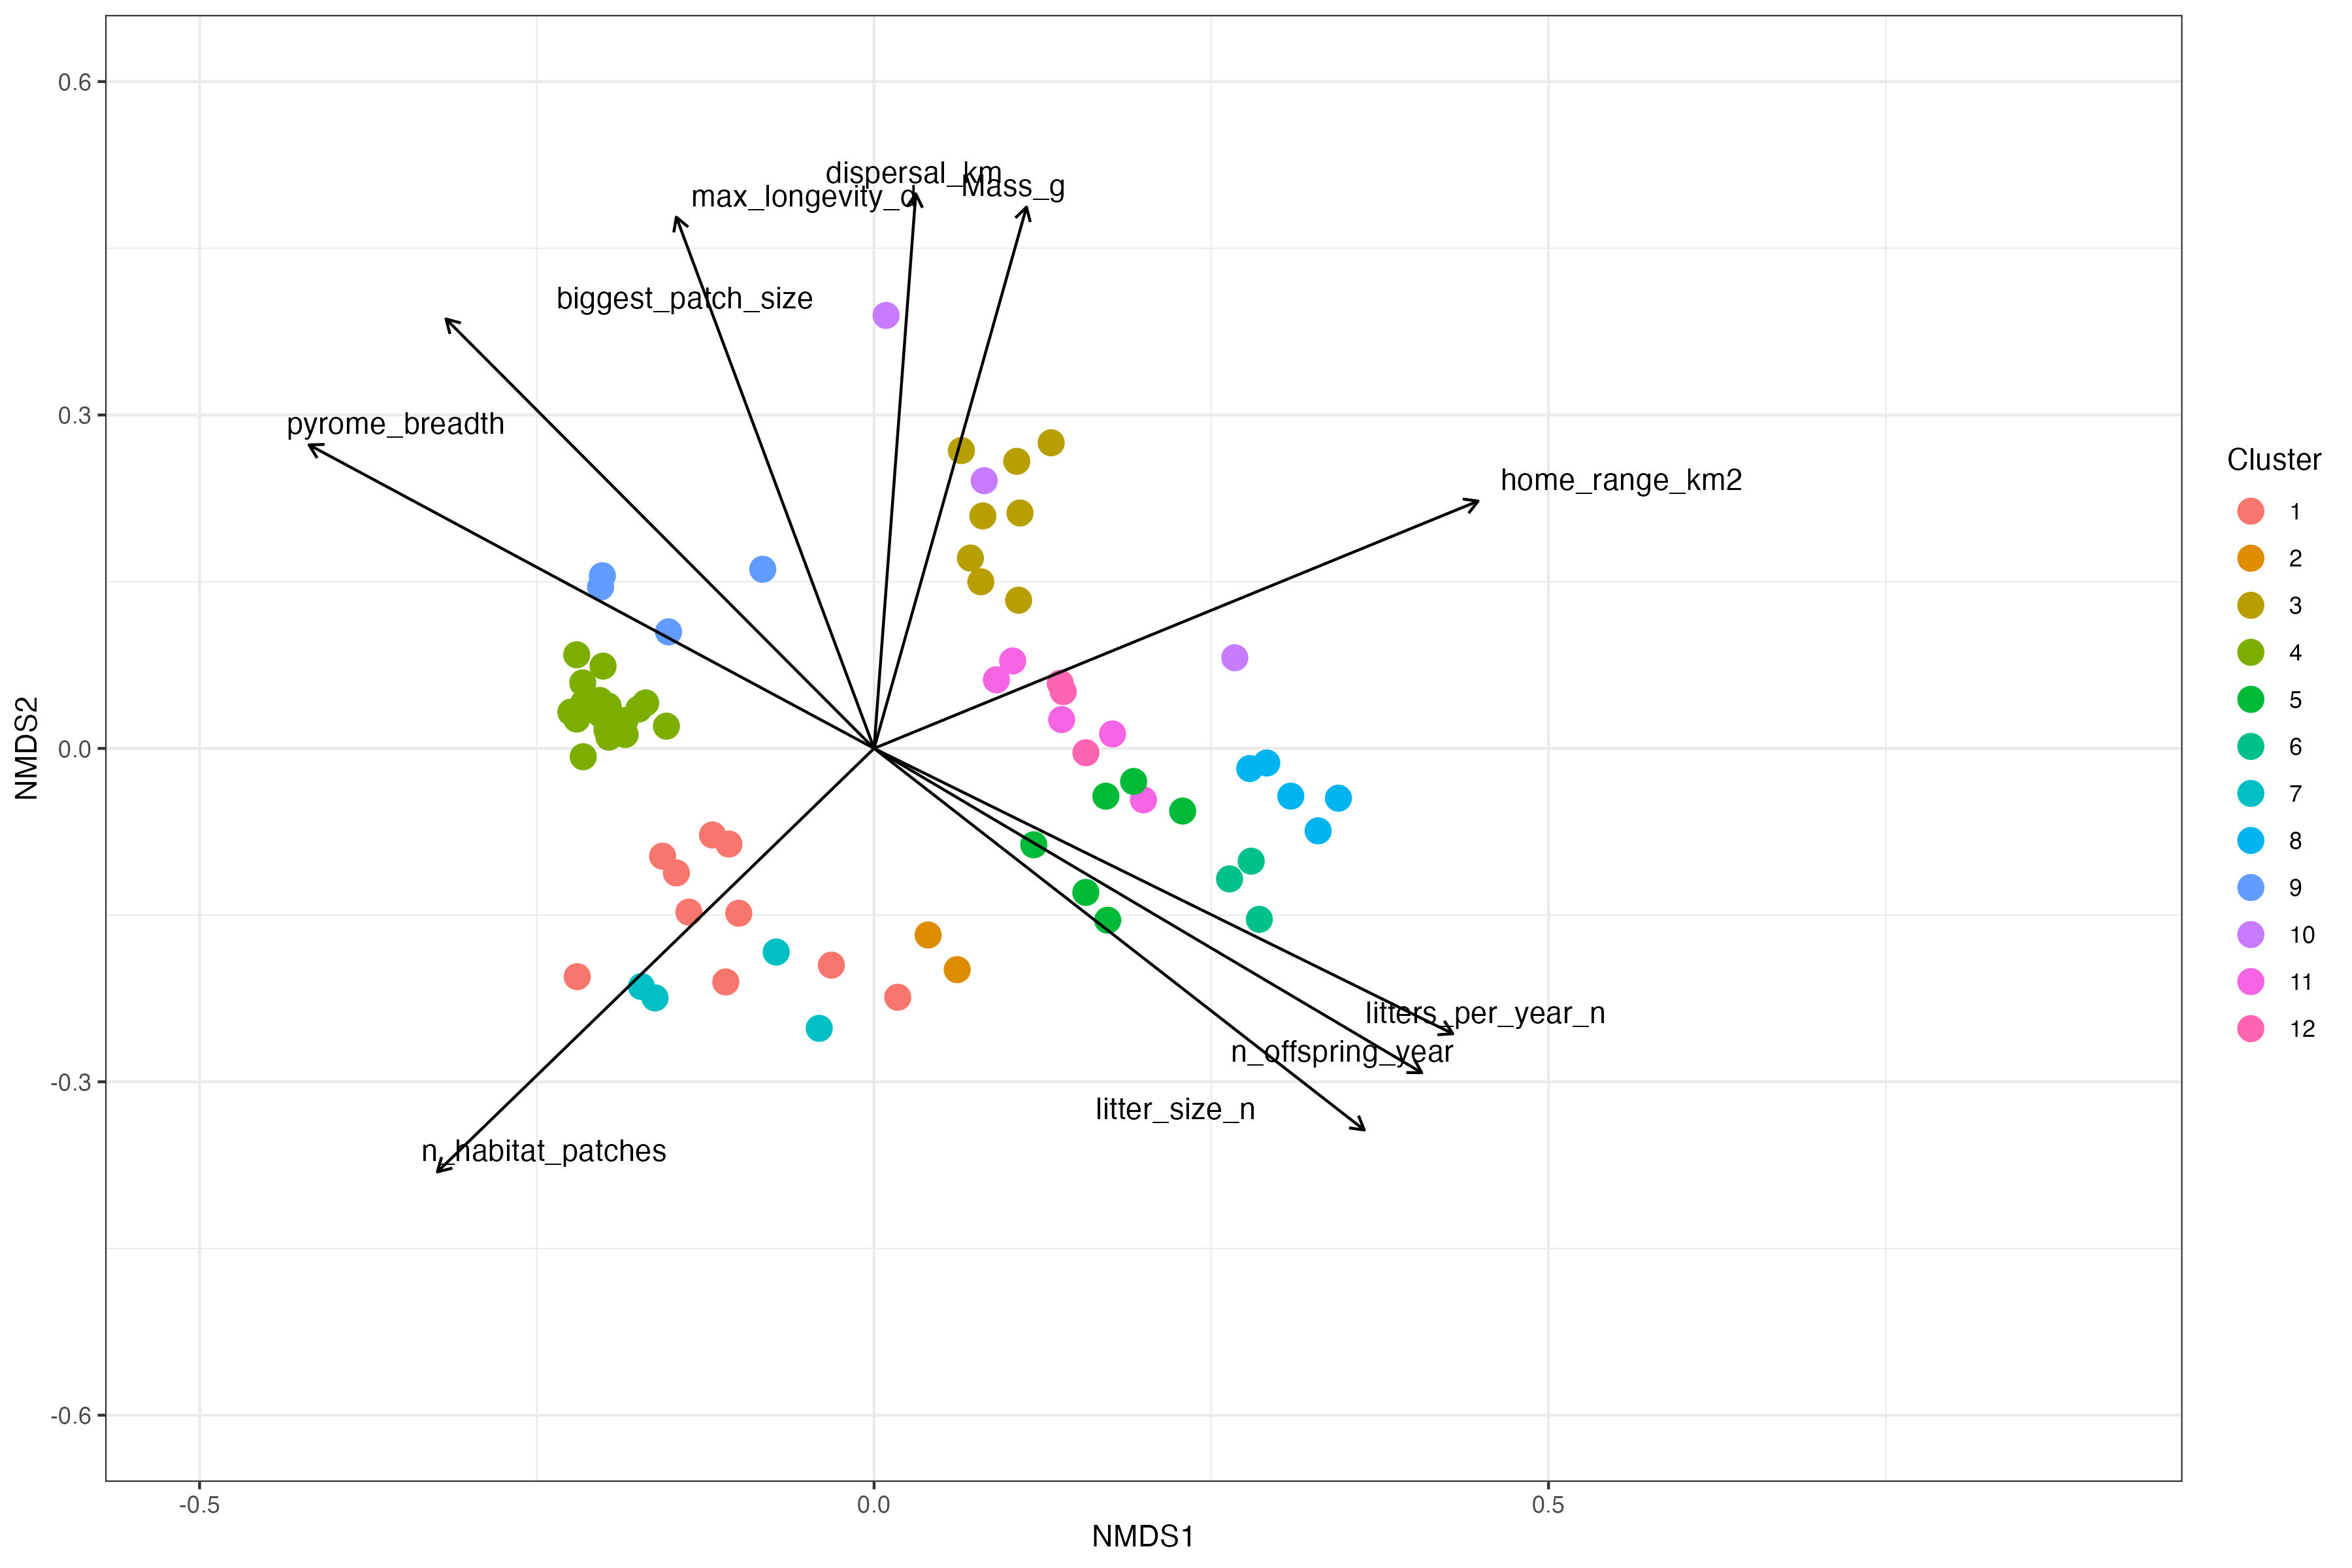 0.6
0.3
0.0
-0.3
-0.6
NMDS2
dispersal_km
Mass_g
max_longevity_d
biggest_patch_size
pyrome_breadth
home_range_km2
litters_per_year_n
n_offspring_year
litter_size_n
n_habitat_patches
-0.5
0.0
0.5
NMDS1
Cluster
1
2
3
4
5
6
7
8
9
10
11
12